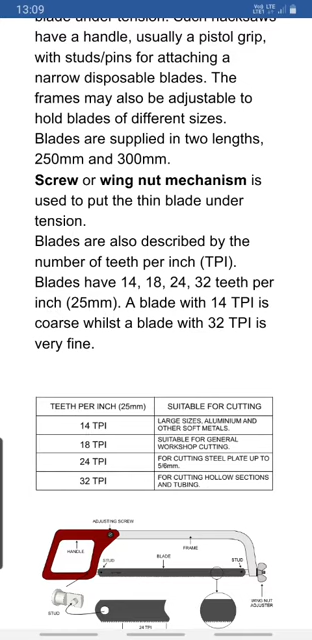 13:09
blade under tension. Such hacksaws
have a handle, usually a pistol grip,
with studs/pins for attaching a
narrow disposable blades. The
frames may also be adjustable to
hold blades of different sizes.
Blades are supplied in two lengths,
250mm and 300mm.
Screw or wing nut mechanism is
used to put the thin blade under
tension.
Blades are also described by the
number of teeth per inch (TPI).
Blades have 14, 18, 24, 32 teeth per
inch (25mm). A blade with 14 TPI is
coarse whilst a blade with 32 TPI is
very fine.
TEETH PER INCH (25mm) SUITABLE FOR CUTTING
14 TPI LARGE SIZES, ALUMINIUM AND
OTHER SOFT METALS.
18 TPI SUITABLE FOR GENERAL
WORKSHOP CUTTING.
24 TPI FOR CUTTING STEEL PLATE UP TO
5/6mm.
32 TPI FOR CUTTING HOLLOW SECTIONS
AND TUBING.
ADJUSTING SCREW
HANDLE
FRAME
STUD
BLADE
STUD
WING NUT
ADJUSTER
STUD
24 TPI